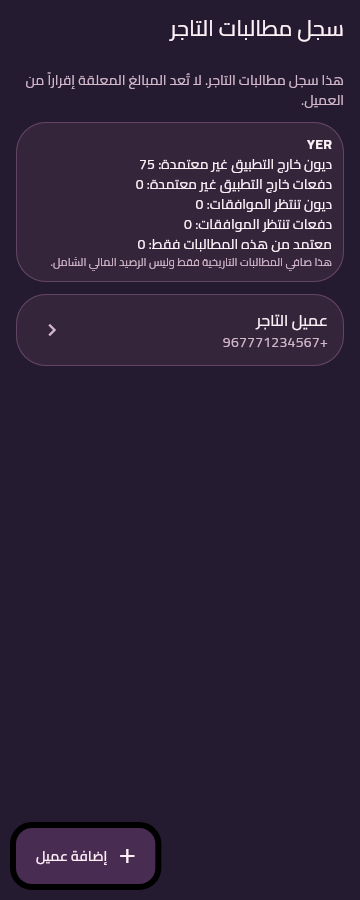 سجل مطالبات التاجر
هذا سجل مطالبات التاجر. لا تُعد المبالغ المعلقة إقراراً من
العميل.
YER
ديون خارج التطبيق غير معتمدة: 75
دفعات خارج التطبيق غير معتمدة: 0
ديون تنتظر الموافقات: 0
دفعات تنتظر الموافقات: 0
معتمد من هذه المطالبات فقط: 0
هذا صافي المطالبات التاريخية فقط وليس الرصيد المالي الشامل.
عميل التاجر
967771234567+
إضافة عميل